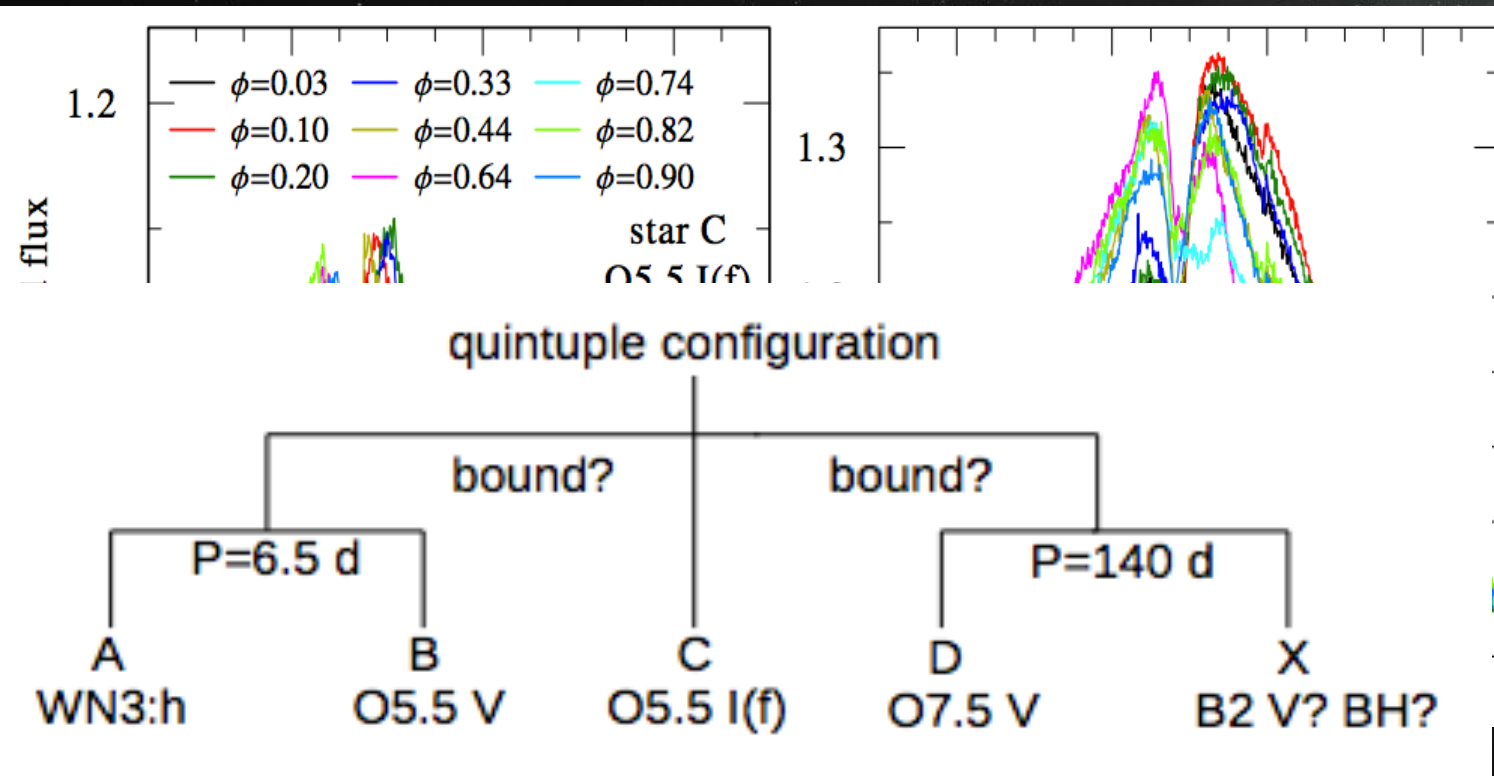 1.2
flux
ϕ=0.03 ϕ=0.33 ϕ=0.74
ϕ=0.10 ϕ=0.44 ϕ=0.82
ϕ=0.20 ϕ=0.64 ϕ=0.90
star C
O5.5 I(f)
1.3
quintuple configuration
bound? bound?
P=6.5 d P=140 d
A B C D X
WN3:h O5.5 V O5.5 I(f) O7.5 V B2 V? BH?